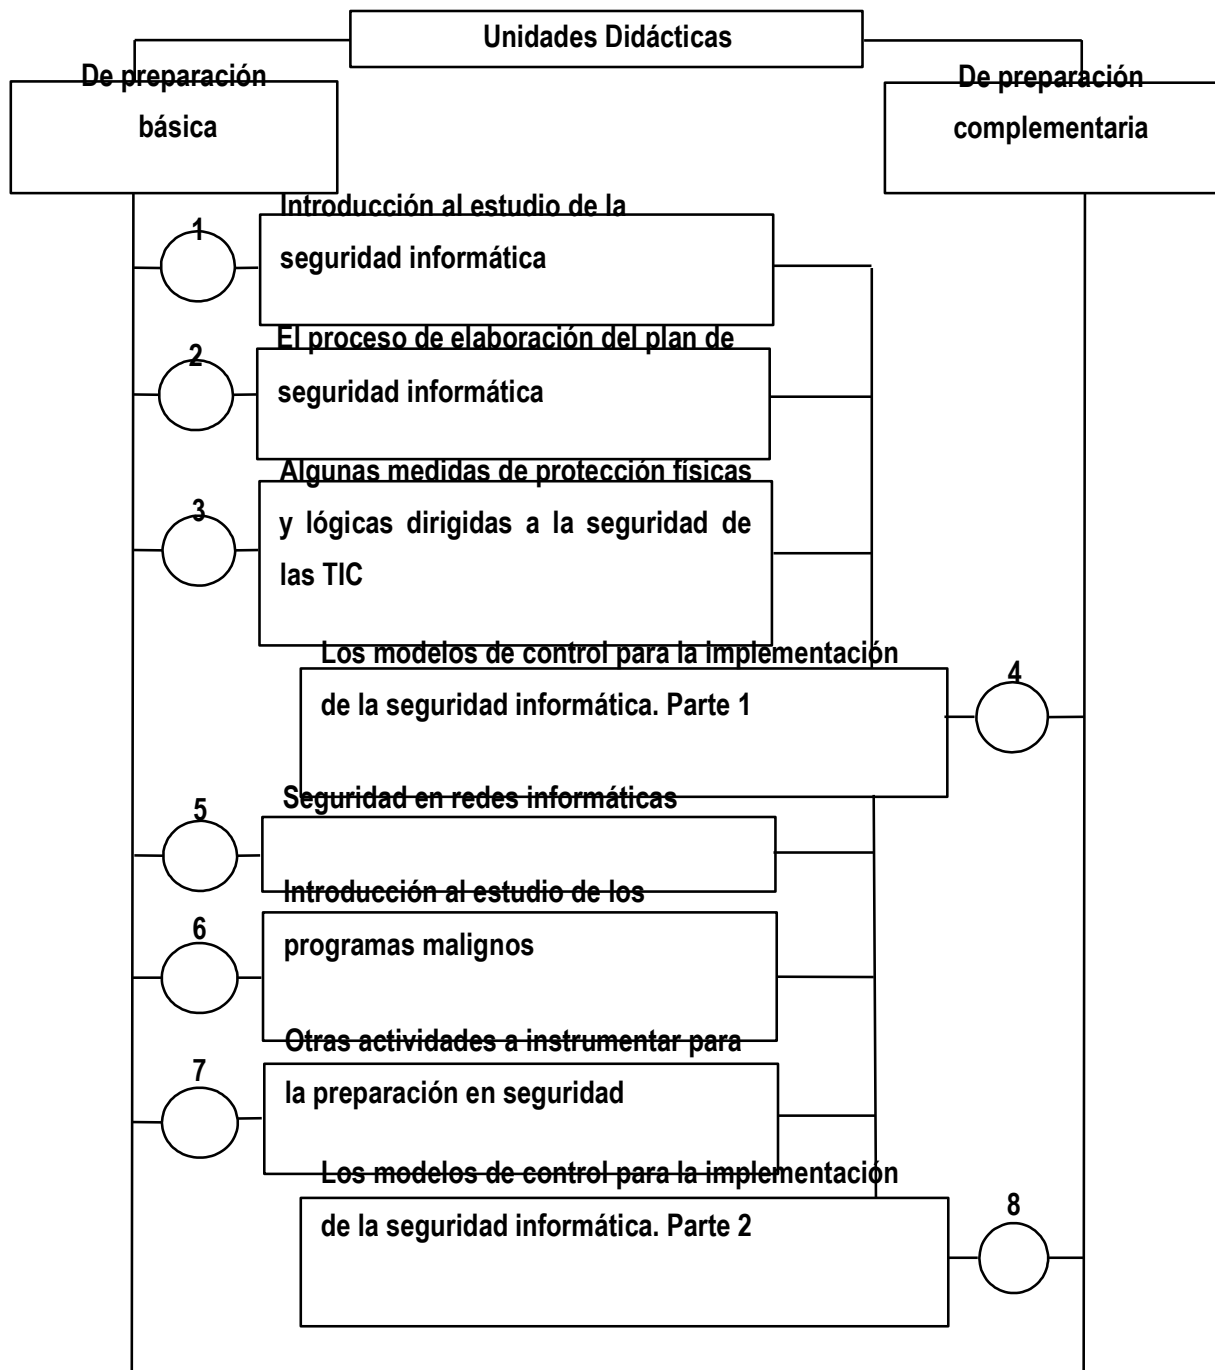 Unidades Didácticas
De preparación
básica
De preparación
complementaria
1
Introducción al estudio de la
seguridad informática
2
El proceso de elaboración del plan de
seguridad informática
3
Algunas medidas de protección físicas
y lógicas dirigidas a la seguridad de
las TIC
Los modelos de control para la implementación
de la seguridad informática. Parte 1
4
5
Seguridad en redes informáticas
6
Introducción al estudio de los
programas malignos
7
Otras actividades a instrumentar para
la preparación en seguridad
Los modelos de control para la implementación
de la seguridad informática. Parte 2
8